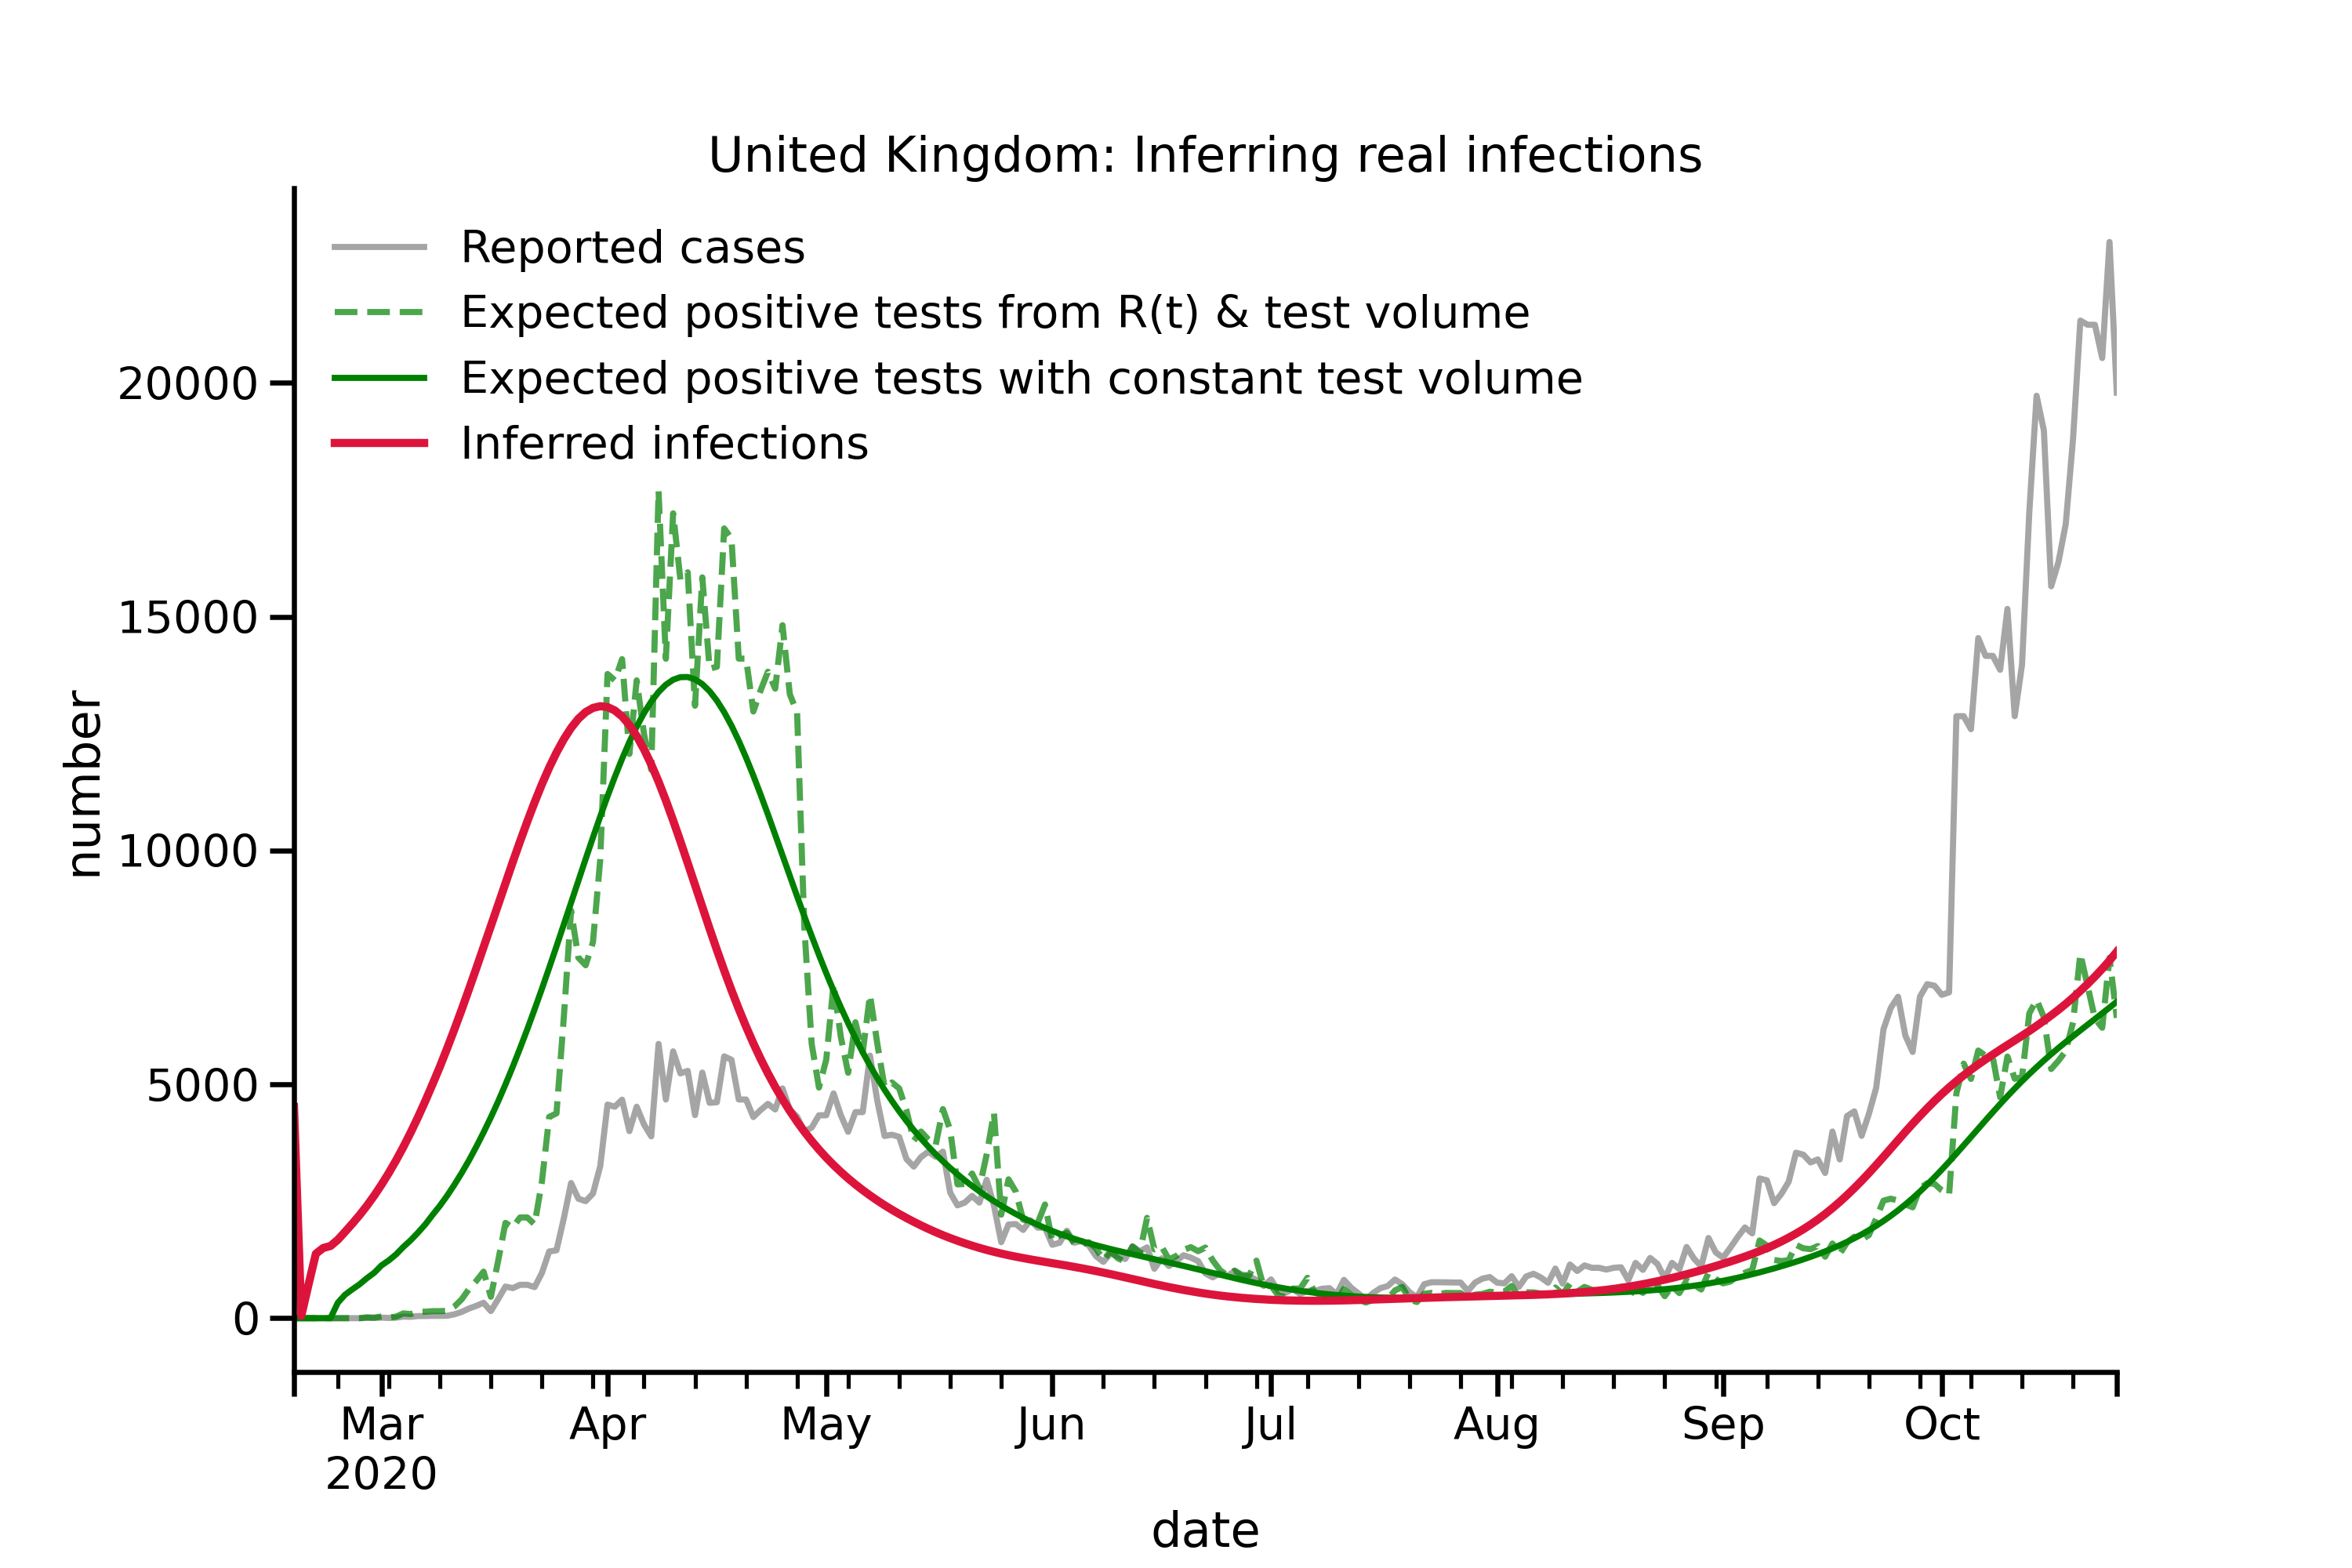 United Kingdom: Inferring real infections
Reported cases
Expected positive tests from R(t) & test volume
Expected positive tests with constant test volume
Inferred infections
number
20000
15000
10000
5000
0
Mar Apr May Jun Jul Aug Sep Oct
2020
date